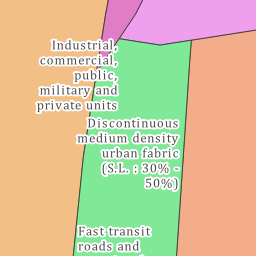 Industrial,
commercial,
public,
military and
private units
Discontinuous
medium density
urban fabric
(S.L. : 30% -
50%)
Fast transit
roads and